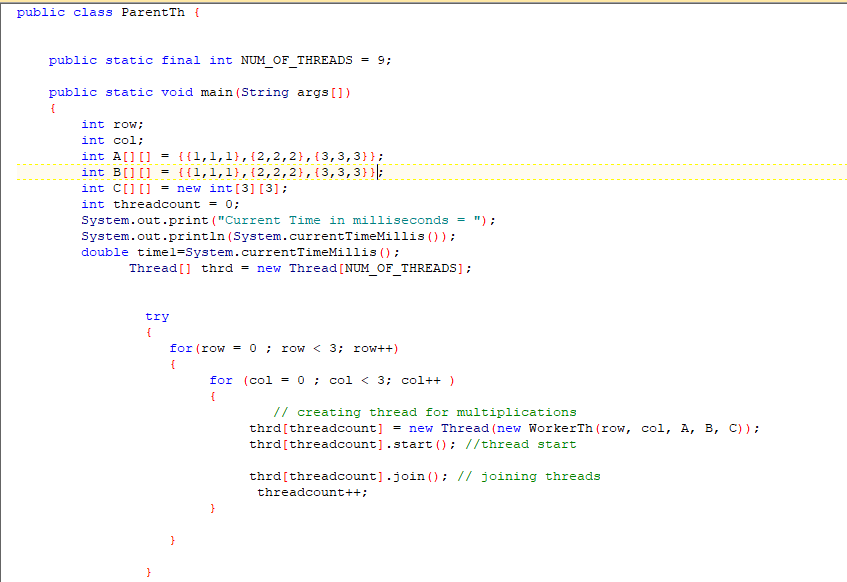 public class ParentTh {
public static final int NUM_OF_THREADS = 9;
public static void main(String args[])
{
int row;
int col;
int A[][] = {{1,1,1},{2,2,2},{3,3,3}};
int B[][] = {{1,1,1},{2,2,2},{3,3,3}};
int C[][] = new int[3][3];
int threadcount = 0;
System.out.print("Current Time in milliseconds = ");
System.out.println(System.currentTimeMillis());
double time1=System.currentTimeMillis();
Thread[] thrd = new Thread[NUM_OF_THREADS];
try
{
for(row = 0 ; row < 3; row++)
{
for (col = 0 ; col < 3; col++ )
{
// creating thread for multiplications
thrd[threadcount] = new Thread(new WorkerTh(row, col, A, B, C));
thrd[threadcount].start(); //thread start
thrd[threadcount].join(); // joining threads
threadcount++;
}
}
}